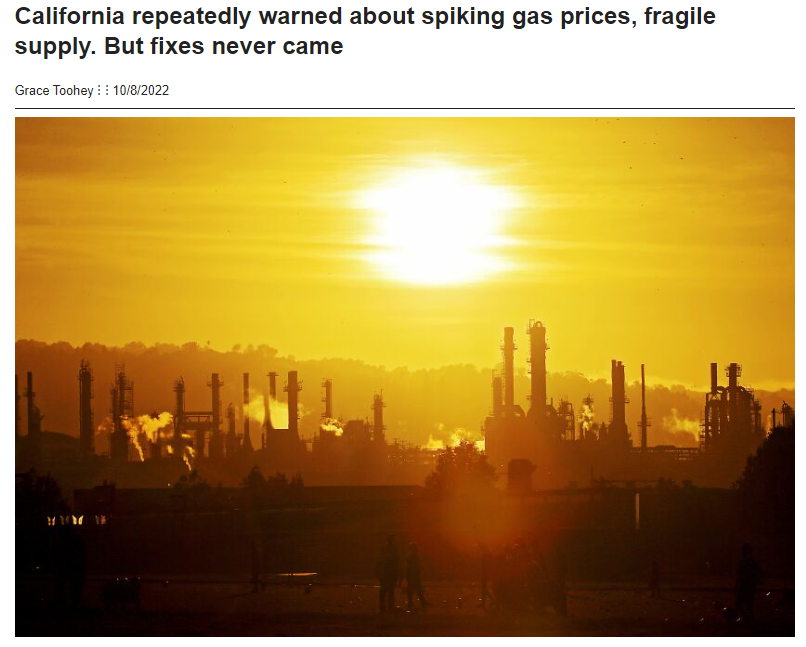 California repeatedly warned about spiking gas prices, fragile
supply. But fixes never came
Grace Toohey ⋮ ⋮ 10/8/2022